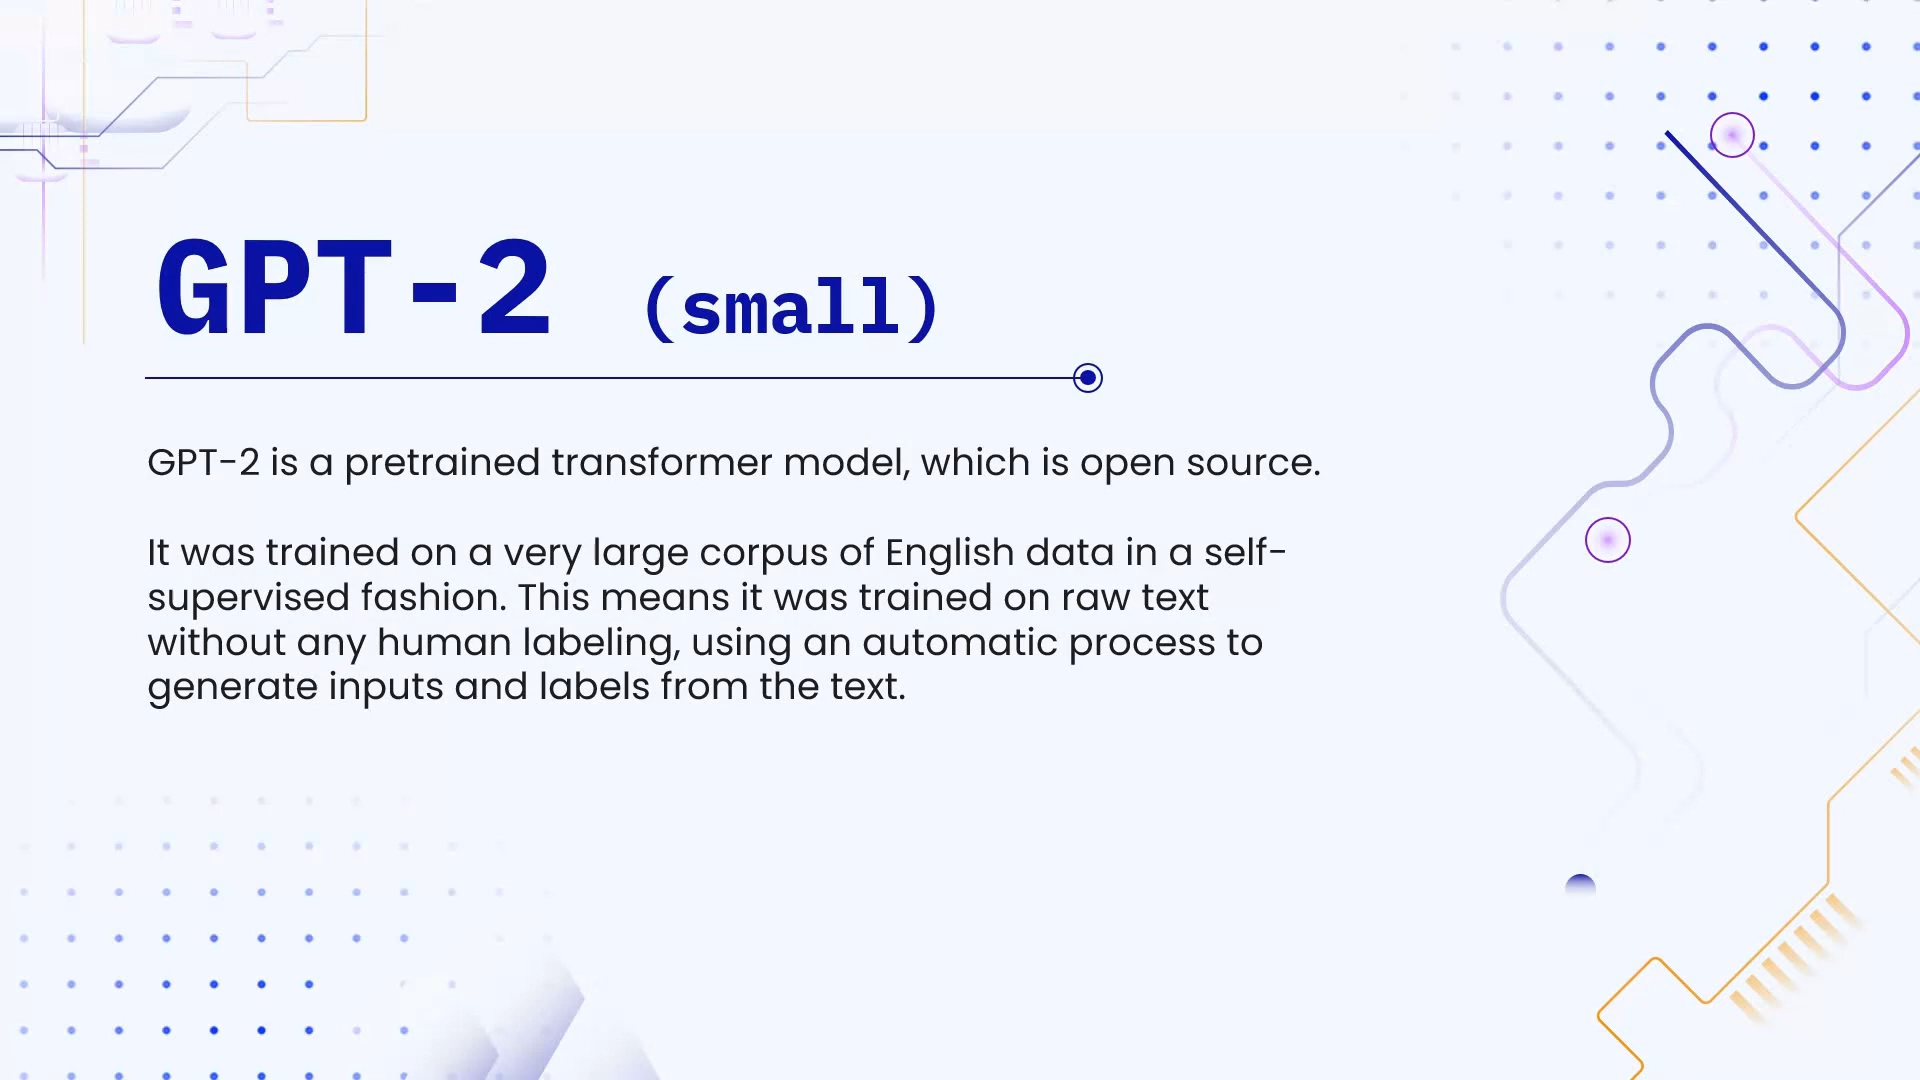 GPT-2 (small)
GPT-2 is a pretrained transformer model, which is open source.
It was trained on a very large corpus of English data in a self-
supervised fashion. This means it was trained on raw text
without any human labeling, using an automatic process to
generate inputs and labels from the text.